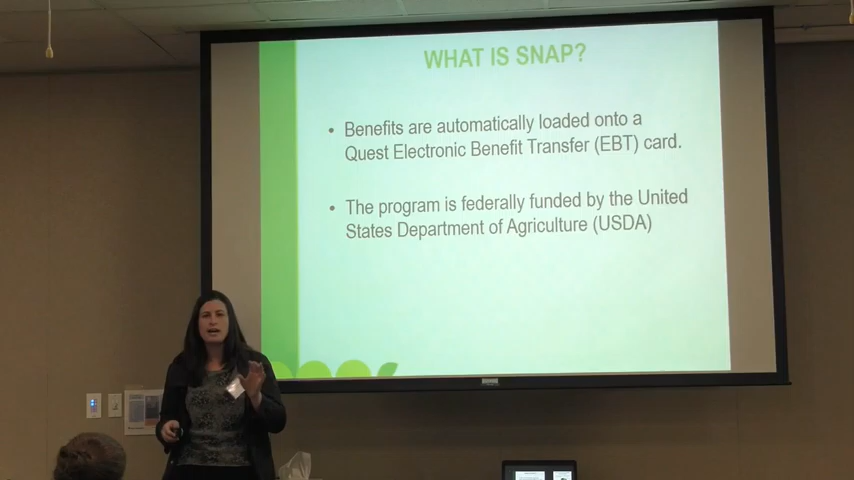 WHAT IS SNAP?
• Benefits are automatically loaded onto a
Quest Electronic Benefit Transfer (EBT) card.
• The program is federally funded by the United
States Department of Agriculture (USDA)